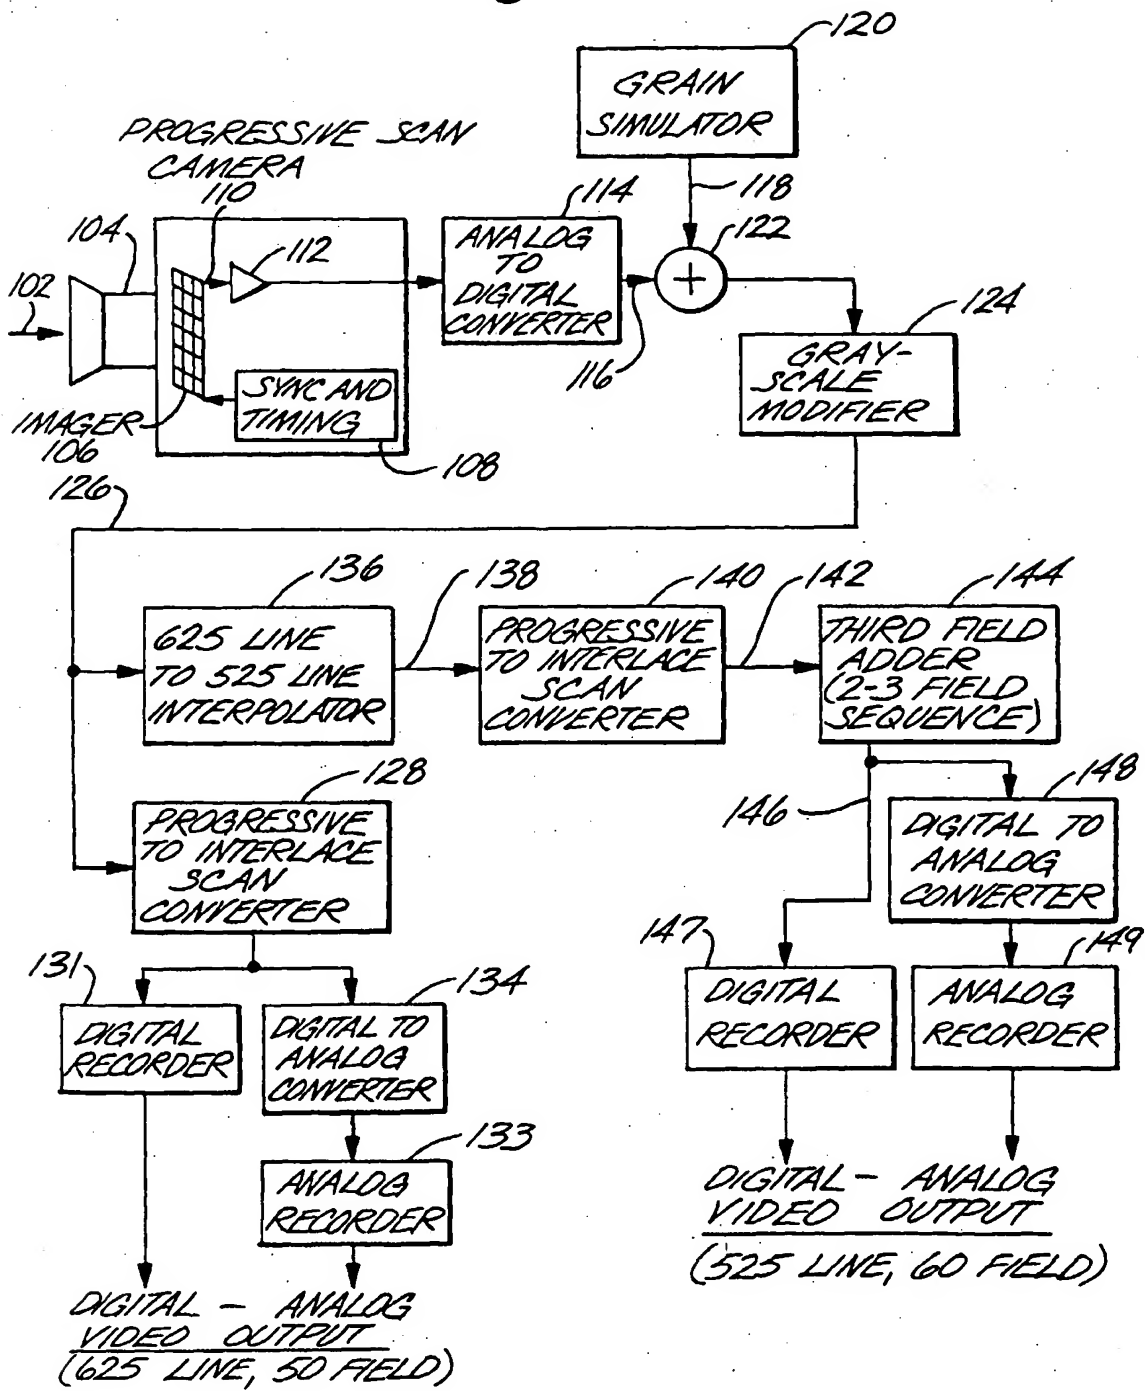 120
GRAIN
SIMULATOR
PROGRESSIVE SCAN
CAMERA
110
118
114
104
112
ANALOG
TO
DIGITAL
CONVERTER
122
102
116
124
GRAY-
SCALE
MODIFIER
SYNC AND
TIMING
IMAGER
106
108
126
136
138
140
142
144
625 LINE
TO 525 LINE
INTERPOLATOR
PROGRESSIVE
TO INTERLACE
SCAN
CONVERTER
THIRD FIELD
ADDER
(2-3 FIELD
SEQUENCE)
128
146
148
PROGRESSIVE
TO INTERLACE
SCAN
CONVERTER
DIGITAL TO
ANALOG
CONVERTER
147
149
131
134
DIGITAL
RECORDER
ANALOG
RECORDER
DIGITAL
RECORDER
DIGITAL TO
ANALOG
CONVERTER
133
ANALOG
RECORDER
DIGITAL - ANALOG
VIDEO OUTPUT
(525 LINE, 60 FIELD)
DIGITAL - ANALOG
VIDEO OUTPUT
(625 LINE, 50 FIELD)